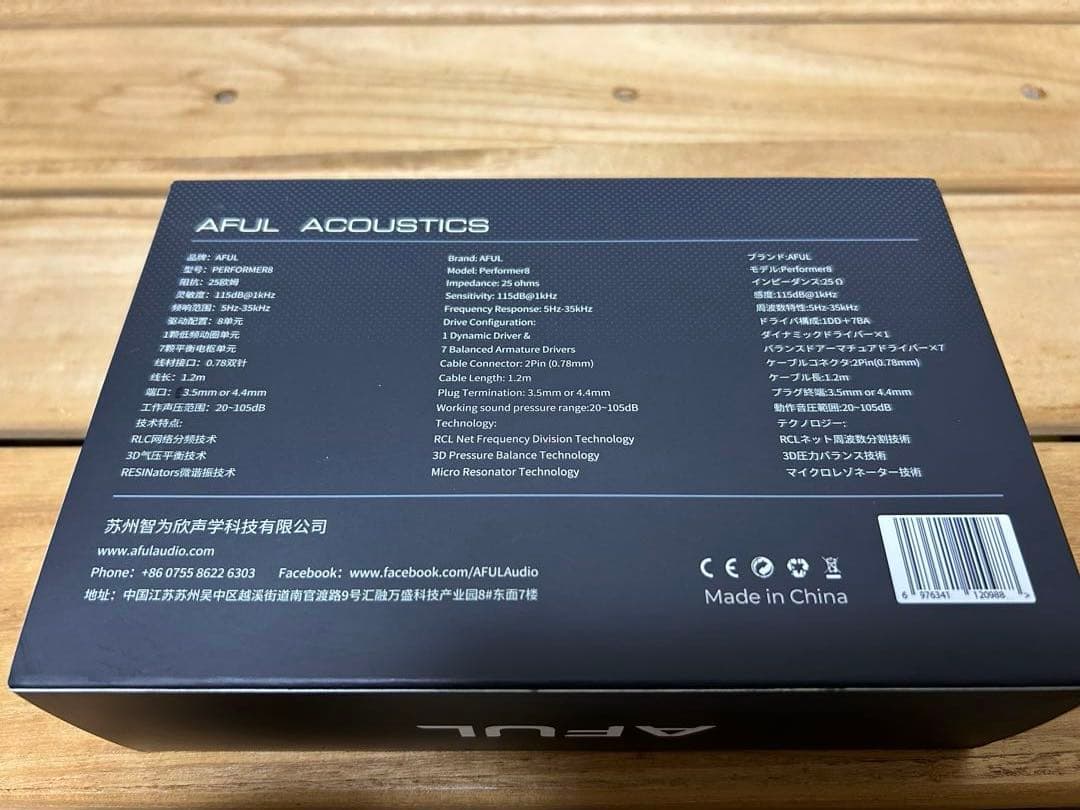 AFUL ACOUSTICS
品牌：AFUL
型号：PERFORMER8
阻抗：25欧姆
灵敏度：115dB@1kHz
频响范围：5Hz-35kHz
驱动配置：8单元
1颗低频动圈单元
7颗平衡电枢单元
线材接口：0.78双针
线长：1.2m
端口：3.5mm or 4.4mm
工作声压范围：20~105dB
技术特点:
RLC网络分频技术
3D气压平衡技术
RESINators微谐振技术
Brand: AFUL
Model: Performer8
Impedance: 25 ohms
Sensitivity: 115dB@1kHz
Frequency Response: 5Hz-35kHz
Drive Configuration:
1 Dynamic Driver &
7 Balanced Armature Drivers
Cable Connector: 2Pin (0.78mm)
Cable Length: 1.2m
Plug Termination: 3.5mm or 4.4mm
Working sound pressure range:20~105dB
Technology:
RCL Net Frequency Division Technology
3D Pressure Balance Technology
Micro Resonator Technology
ブランド:AFUL
モデル:Performer8
インピーダンス:25Ω
感度:115dB@1kHz
周波数特性:5Hz-35kHz
ドライバ構成:1DD＋7BA
ダイナミックドライバー×1
バランスドアーマチュアドライバー×7
ケーブルコネクタ:2Pin(0.78mm)
ケーブル長:1.2m
プラグ終端:3.5mm or 4.4mm
動作音圧範囲:20~105dB
テクノロジー:
RCLネット周波数分割技術
3D圧力バランス技術
マイクロレゾネーター技術
苏州智为欣声学科技有限公司
www.afulaudio.com
Phone：+86 0755 8622 6303 Facebook：www.facebook.com/AFULAudio
地址：中国江苏苏州吴中区越溪街道南官渡路9号汇融万盛科技产业园8#东面7楼
CE
Made in China
6 976341 120988 >
AFUL